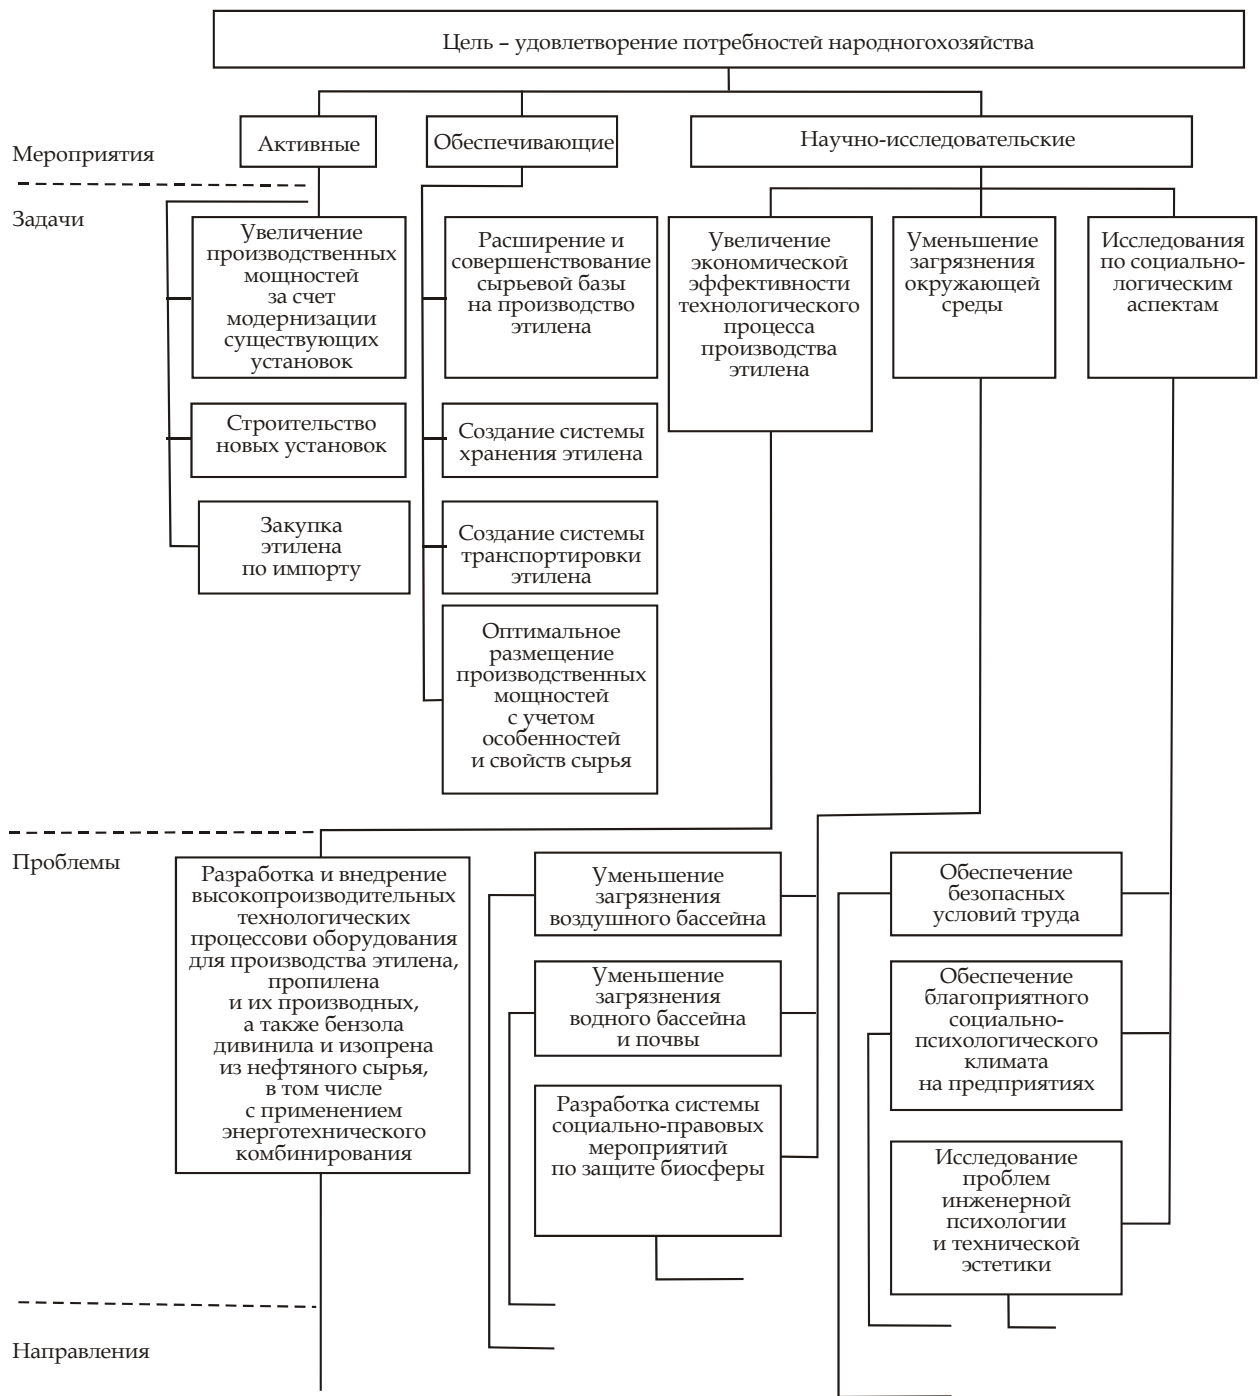 Цель – удовлетворение потребностей народногохозяйства
Мероприятия
Активные
Обеспечивающие
Научно-исследовательские
Задачи
Увеличение
производственных
мощностей
за счет
модернизации
существующих
установок
Строительство
новых установок
Закупка
этилена
по импорту
Расширение и
совершенствование
сырьевой базы
на производство
этилена
Создание системы
хранения этилена
Создание системы
транспортировки
этилена
Оптимальное
размещение
производственных
мощностей
с учетом
особенностей
и свойств сырья
Увеличение
экономической
эффективности
технологического
процесса
производства
этилена
Уменьшение
загрязнения
окружающей
среды
Исследования
по социально-
логическим
аспектам
Проблемы
Разработка и внедрение
высокопроизводительных
технологических
процессови оборудования
для производства этилена,
пропилена
и их производных,
а также бензола
дивинила и изопрена
из нефтяного сырья,
в том числе
с применением
энерготехнического
комбинирования
Уменьшение
загрязнения
воздушного бассейна
Уменьшение
загрязнения
водного бассейна
и почвы
Разработка системы
социально-правовых
мероприятий
по защите биосферы
Обеспечение
безопасных
условий труда
Обеспечение
благоприятного
социально-
психологического
климата
на предприятиях
Исследование
проблем
инженерной
психологии
и технической
эстетики
Направления